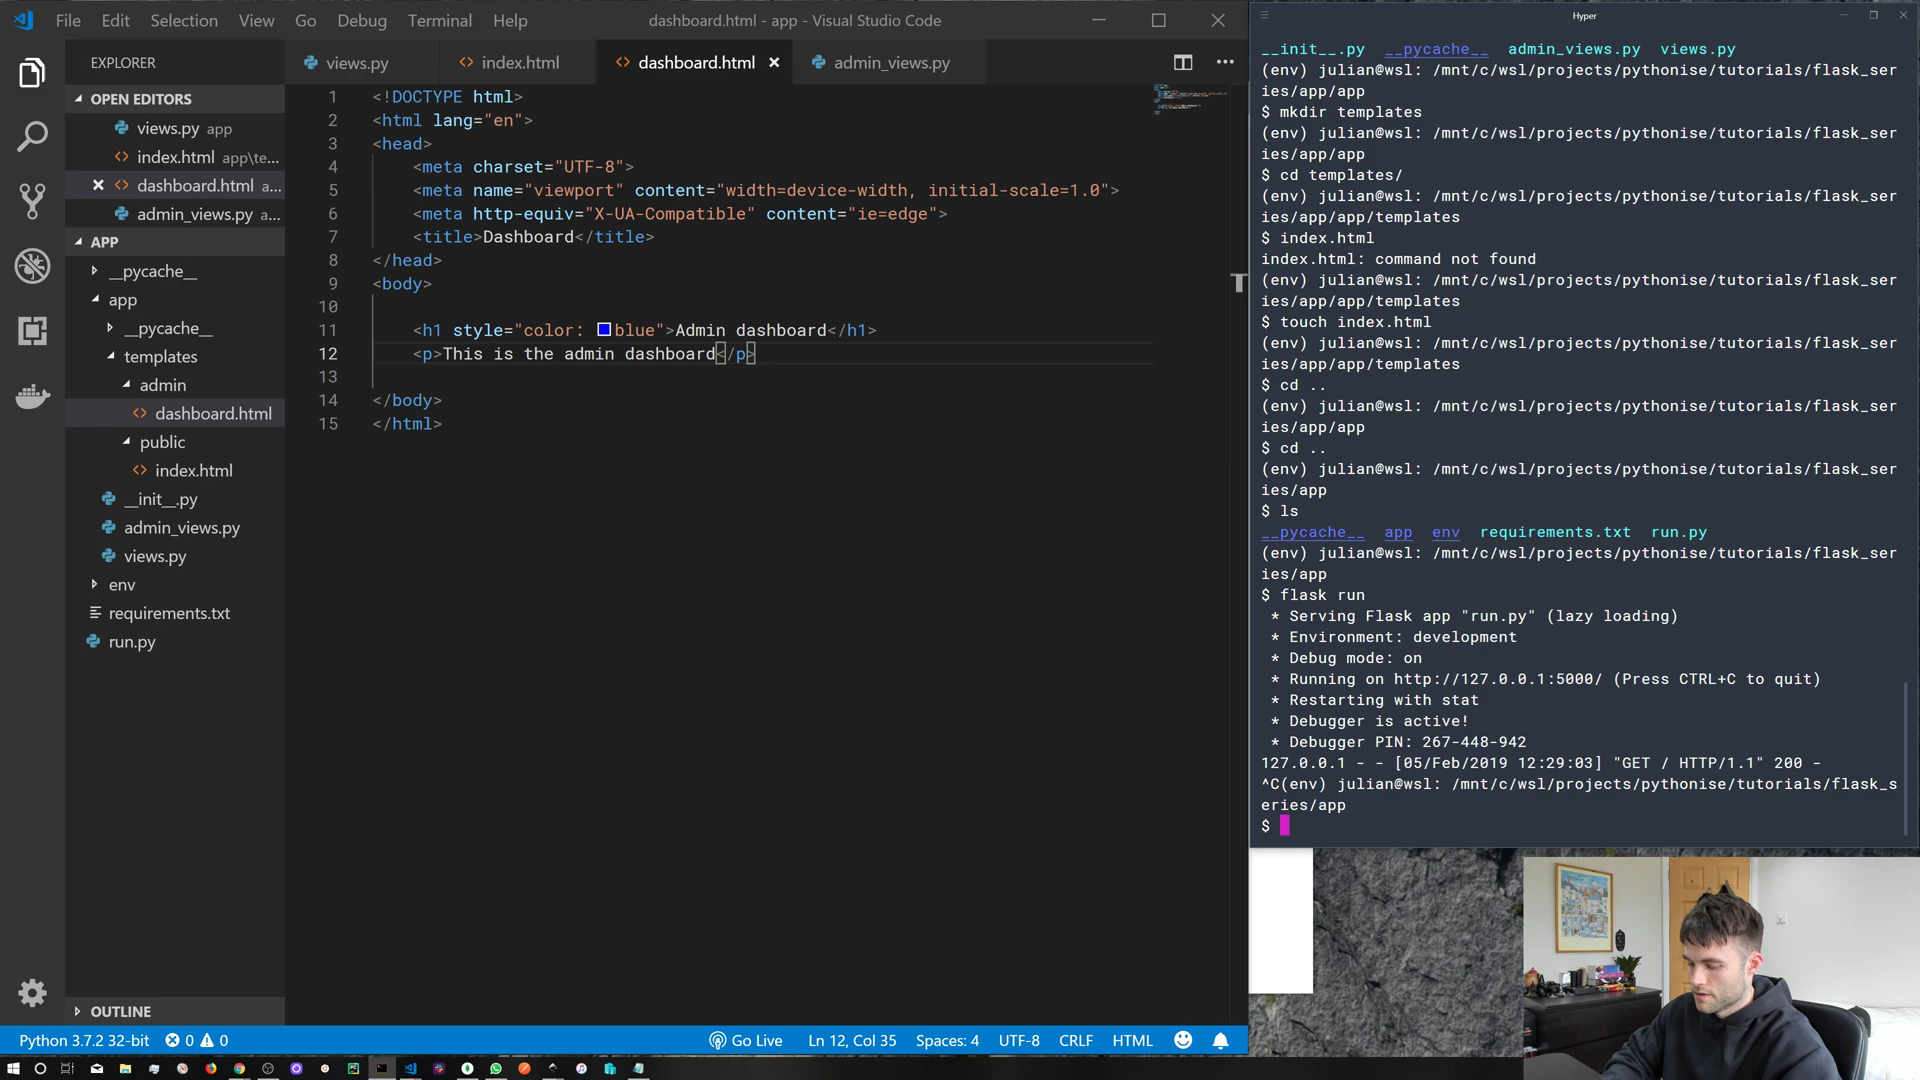 File Edit Selection View Go Debug Terminal Help
dashboard.html - app - Visual Studio Code
EXPLORER
OPEN EDITORS
views.py app
index.html app\te...
dashboard.html a...
admin_views.py a...
APP
__pycache__
app
__pycache__
templates
admin
dashboard.html
public
index.html
__init__.py
admin_views.py
views.py
env
requirements.txt
run.py
OUTLINE
views.py index.html dashboard.html admin_views.py
1 <!DOCTYPE html>
2 <html lang="en">
3 <head>
4 <meta charset="UTF-8">
5 <meta name="viewport" content="width=device-width, initial-scale=1.0">
6 <meta http-equiv="X-UA-Compatible" content="ie=edge">
7 <title>Dashboard</title>
8 </head>
9 <body>
10
11 <h1 style="color: blue">Admin dashboard</h1>
12 <p>This is the admin dashboard</p>
13
14 </body>
15 </html>
Python 3.7.2 32-bit 0 0 Go Live Ln 12, Col 35 Spaces: 4 UTF-8 CRLF HTML
Hyper
__init__.py __pycache__ admin_views.py views.py
(env) julian@wsl: /mnt/c/wsl/projects/pythonise/tutorials/flask_ser
ies/app/app
$ mkdir templates
(env) julian@wsl: /mnt/c/wsl/projects/pythonise/tutorials/flask_ser
ies/app/app
$ cd templates/
(env) julian@wsl: /mnt/c/wsl/projects/pythonise/tutorials/flask_ser
ies/app/app/templates
$ index.html
index.html: command not found
(env) julian@wsl: /mnt/c/wsl/projects/pythonise/tutorials/flask_ser
ies/app/app/templates
$ touch index.html
(env) julian@wsl: /mnt/c/wsl/projects/pythonise/tutorials/flask_ser
ies/app/app/templates
$ cd ..
(env) julian@wsl: /mnt/c/wsl/projects/pythonise/tutorials/flask_ser
ies/app/app
$ cd ..
(env) julian@wsl: /mnt/c/wsl/projects/pythonise/tutorials/flask_ser
ies/app
$ ls
__pycache__ app env requirements.txt run.py
(env) julian@wsl: /mnt/c/wsl/projects/pythonise/tutorials/flask_ser
ies/app
$ flask run
* Serving Flask app "run.py" (lazy loading)
* Environment: development
* Debug mode: on
* Running on http://127.0.0.1:5000/ (Press CTRL+C to quit)
* Restarting with stat
* Debugger is active!
* Debugger PIN: 267-448-942
127.0.0.1 - - [05/Feb/2019 12:29:03] "GET / HTTP/1.1" 200 -
^C(env) julian@wsl: /mnt/c/wsl/projects/pythonise/tutorials/flask_s
eries/app
$